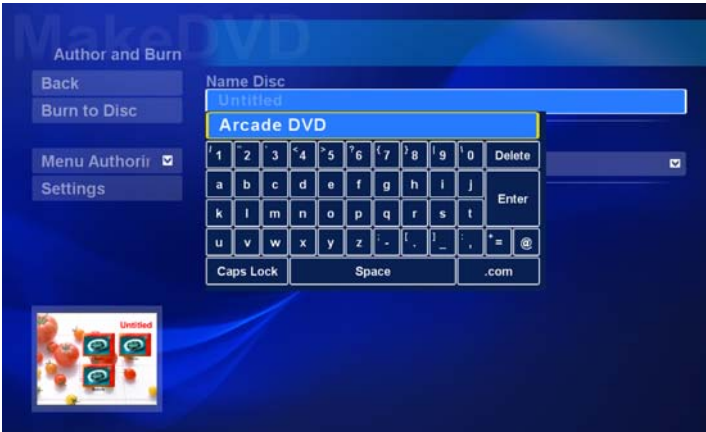 MakeDVD
Author and Burn
Back
Burn to Disc
Menu Authorin
Settings
Name Disc
Untitled
Arcade DVD
/ 1 " 2 ' 3 < 4 > 5 ? 6 { 7 } 8 | 9 \ 0 Delete
a b c d e f g h i j
Enter
k l m n o p q r s t
u v w x y z ; - [ . ] _ : , + = @
Caps Lock Space .com
Untitled